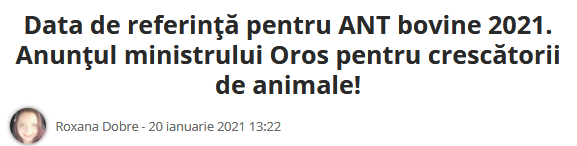 Data de referinţă pentru ANT bovine 2021.
Anunţul ministrului Oros pentru crescătorii
de animale!
Roxana Dobre - 20 ianuarie 2021 13:22